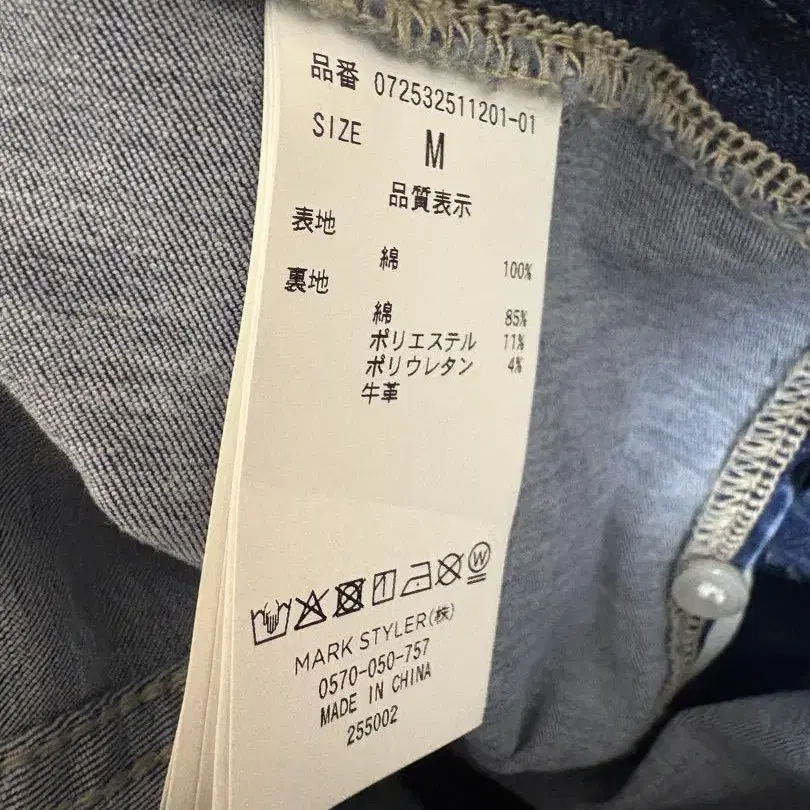 品番 072532511201-01
SIZE M
品質表示
表地
綿 100%
裏地
綿 85%
ポリエステル 11%
ポリウレタン 4%
牛革
W
MARK STYLER(株)
0570-050-757
MADE IN CHINA
255002